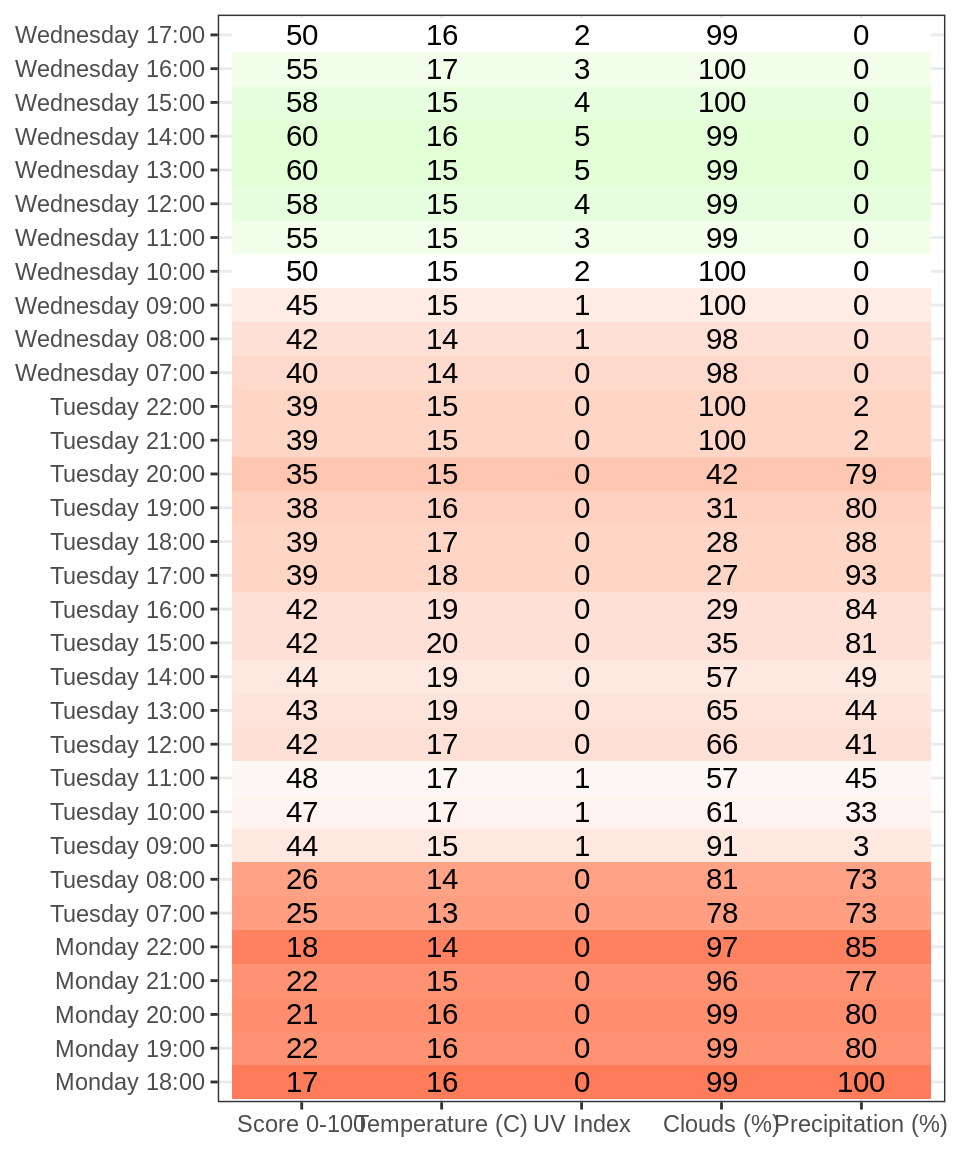 Wednesday 17:00 50 16 2 99 0
Wednesday 16:00 55 17 3 100 0
Wednesday 15:00 58 15 4 100 0
Wednesday 14:00 60 16 5 99 0
Wednesday 13:00 60 15 5 99 0
Wednesday 12:00 58 15 4 99 0
Wednesday 11:00 55 15 3 99 0
Wednesday 10:00 50 15 2 100 0
Wednesday 09:00 45 15 1 100 0
Wednesday 08:00 42 14 1 98 0
Wednesday 07:00 40 14 0 98 0
Tuesday 22:00 39 15 0 100 2
Tuesday 21:00 39 15 0 100 2
Tuesday 20:00 35 15 0 42 79
Tuesday 19:00 38 16 0 31 80
Tuesday 18:00 39 17 0 28 88
Tuesday 17:00 39 18 0 27 93
Tuesday 16:00 42 19 0 29 84
Tuesday 15:00 42 20 0 35 81
Tuesday 14:00 44 19 0 57 49
Tuesday 13:00 43 19 0 65 44
Tuesday 12:00 42 17 0 66 41
Tuesday 11:00 48 17 1 57 45
Tuesday 10:00 47 17 1 61 33
Tuesday 09:00 44 15 1 91 3
Tuesday 08:00 26 14 0 81 73
Tuesday 07:00 25 13 0 78 73
Monday 22:00 18 14 0 97 85
Monday 21:00 22 15 0 96 77
Monday 20:00 21 16 0 99 80
Monday 19:00 22 16 0 99 80
Monday 18:00 17 16 0 99 100
Score 0-100 Temperature (C) UV Index Clouds (%) Precipitation (%)